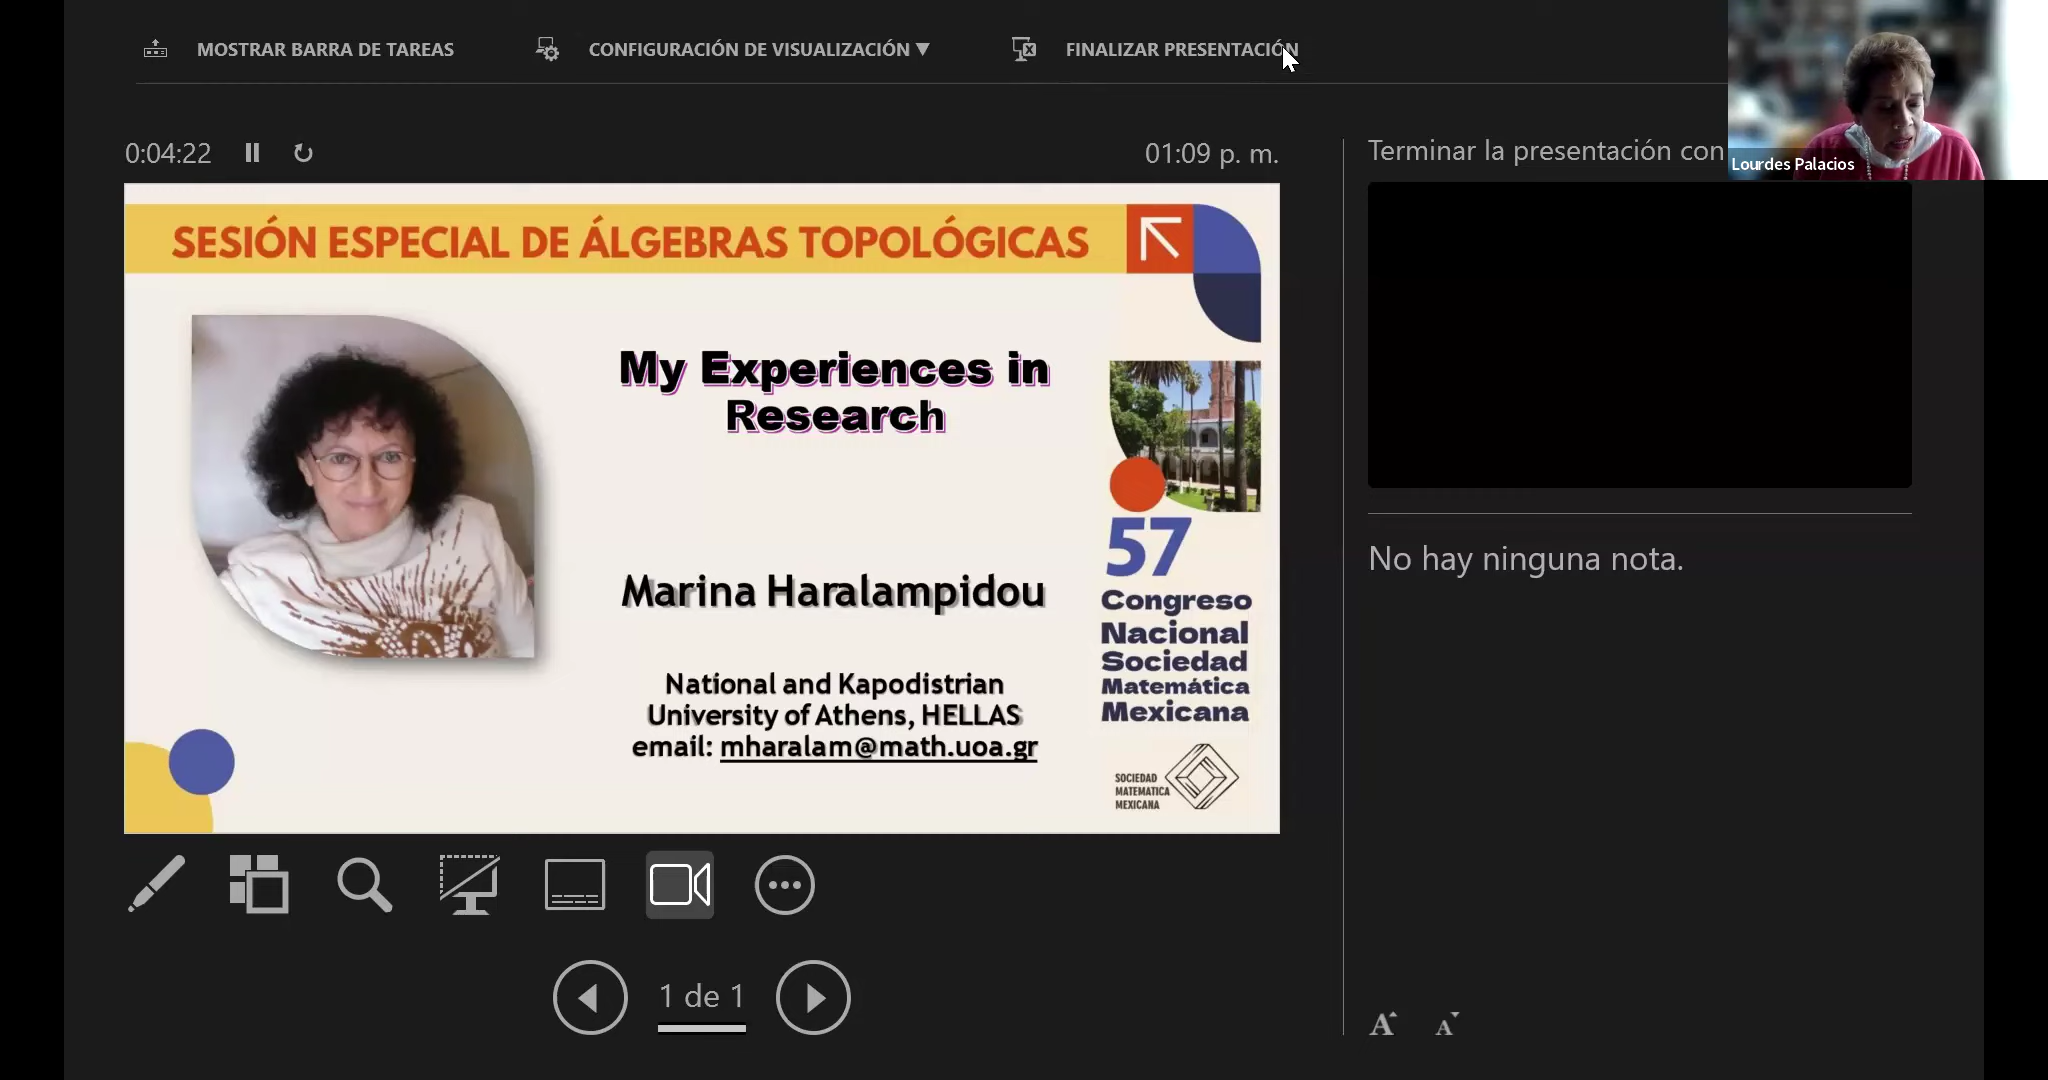 MOSTRAR BARRA DE TAREAS
CONFIGURACIÓN DE VISUALIZACIÓN ▼
FINALIZAR PRESENTACIÓN
Lourdes Palacios
0:04:22
01:09 p. m.
Terminar la presentación con
SESIÓN ESPECIAL DE ÁLGEBRAS TOPOLÓGICAS
My Experiences in
Research
Marina Haralampidou
National and Kapodistrian
University of Athens, HELLAS
email: mharalam@math.uoa.gr
57
Congreso
Nacional
Sociedad
Matemática
Mexicana
SOCIEDAD
MATEMATICA
MEXICANA
No hay ninguna nota.
1 de 1
A
A